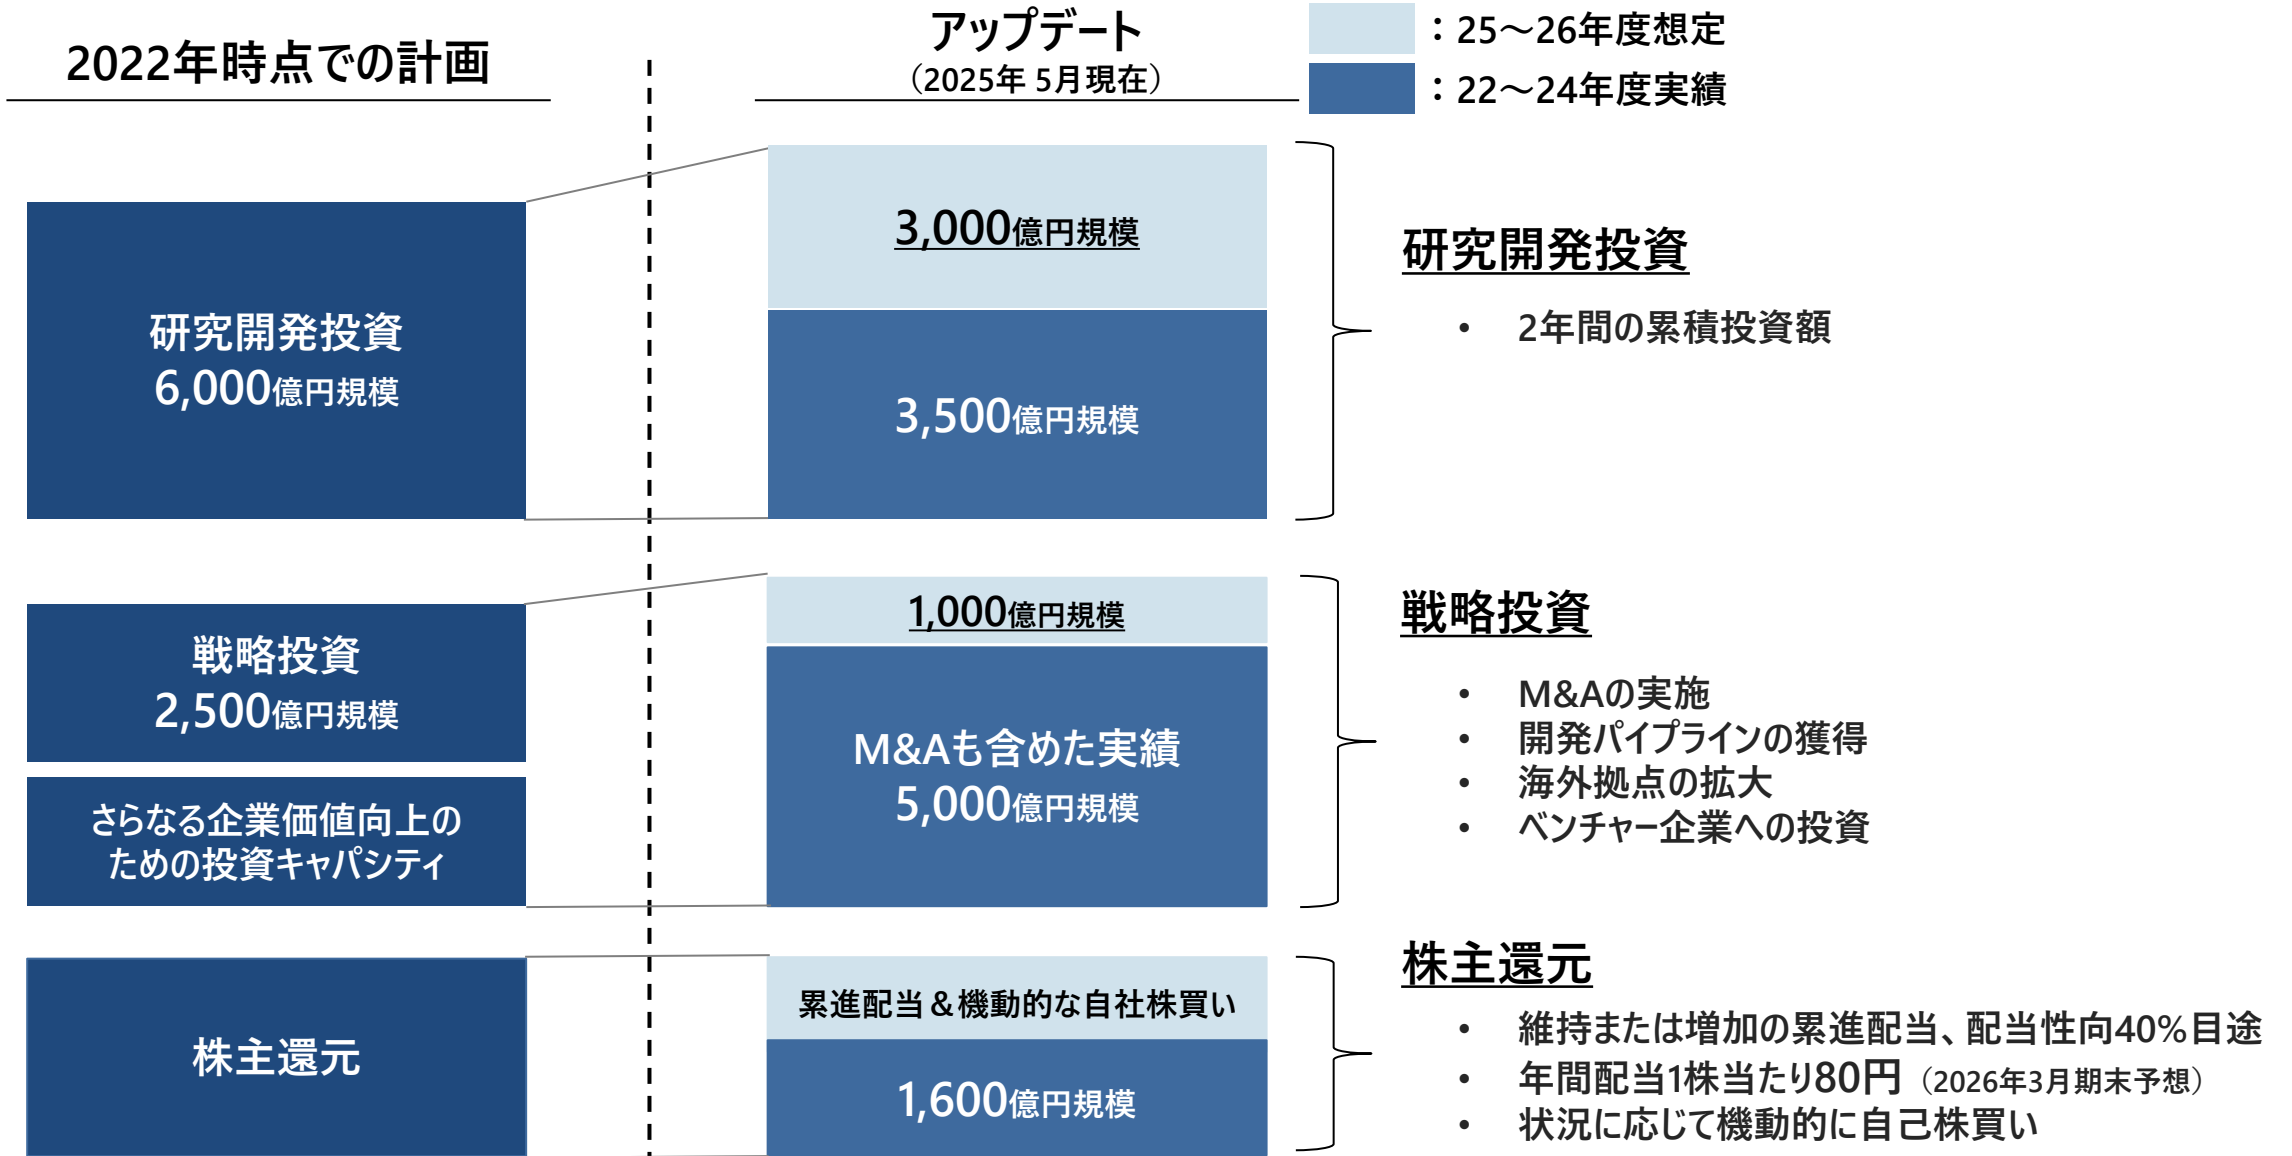 2022年時点での計画
アップデート
（2025年 5月現在）
：25～26年度想定
：22～24年度実績
研究開発投資
6,000億円規模
3,000億円規模
3,500億円規模
研究開発投資
• 2年間の累積投資額
戦略投資
2,500億円規模
さらなる企業価値向上の
ための投資キャパシティ
1,000億円規模
M&Aも含めた実績
5,000億円規模
戦略投資
• M&Aの実施
• 開発パイプラインの獲得
• 海外拠点の拡大
• ベンチャー企業への投資
株主還元
累進配当＆機動的な自社株買い
1,600億円規模
株主還元
• 維持または増加の累進配当、配当性向40%目途
• 年間配当1株当たり80円（2026年3月期末予想）
• 状況に応じて機動的に自己株買い